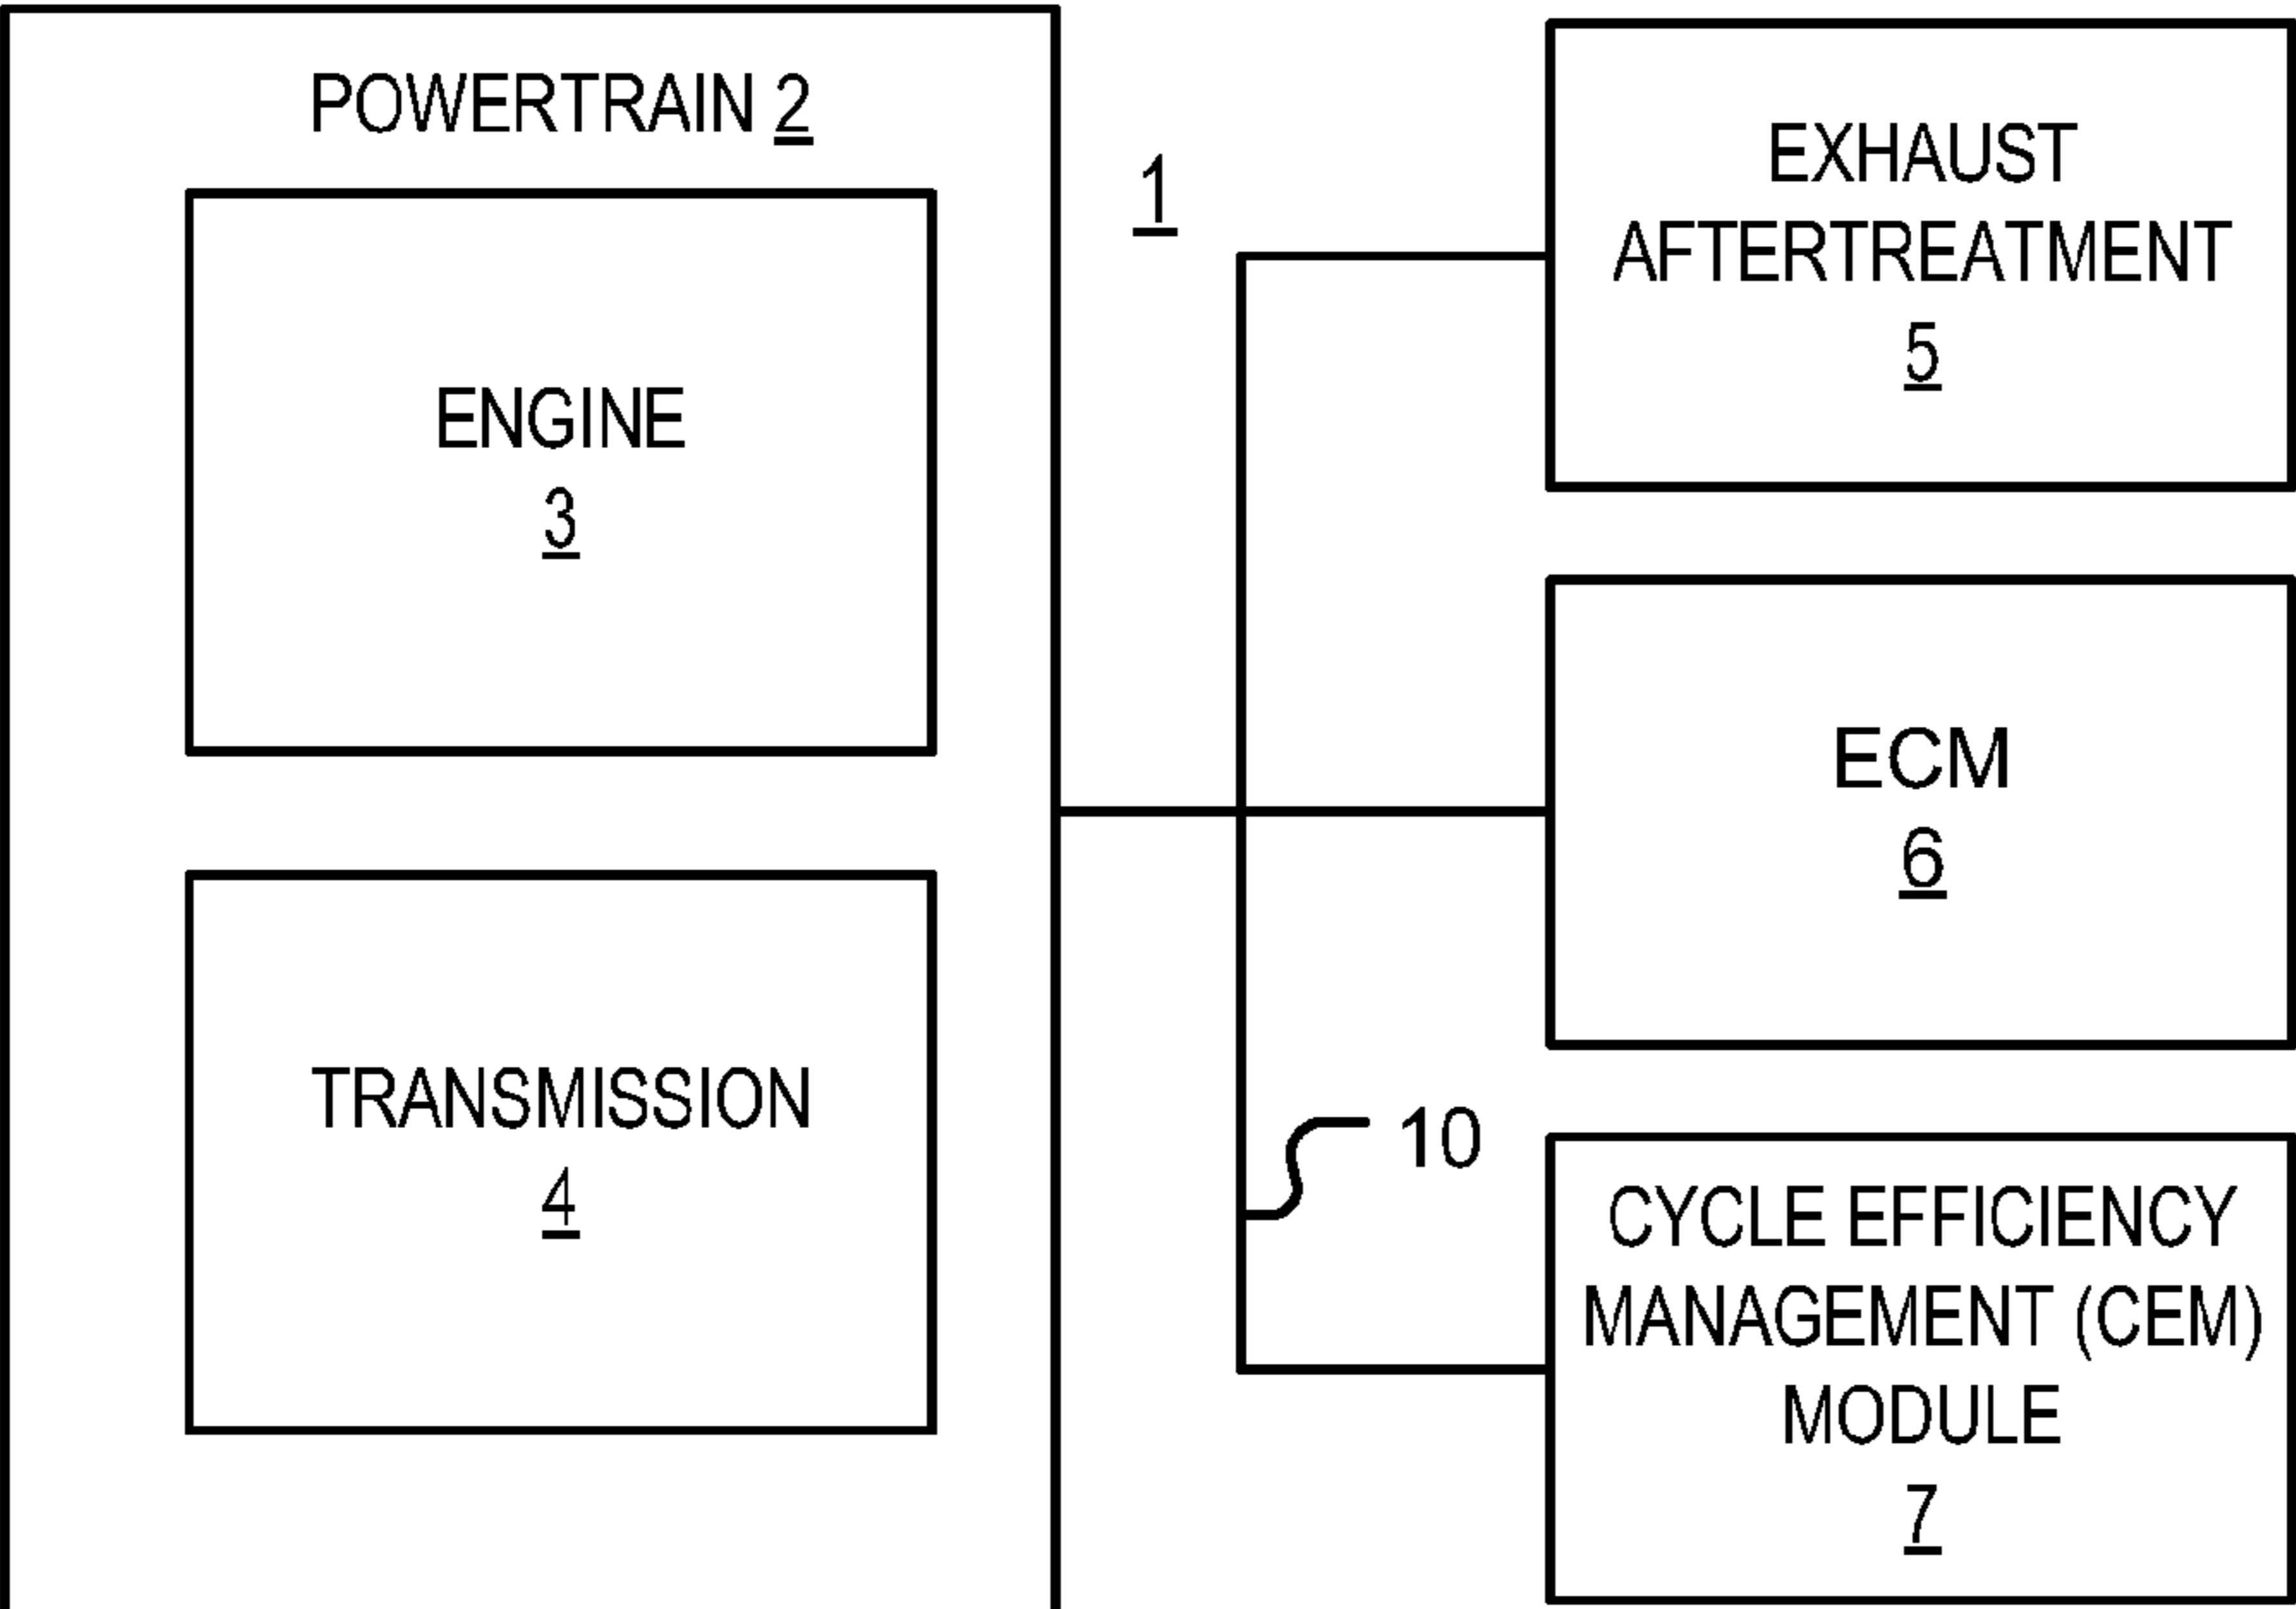 POWERTRAIN 2
ENGINE
3
TRANSMISSION
4
1
10
EXHAUST
AFTERTREATMENT
5
ECM
6
CYCLE EFFICIENCY
MANAGEMENT (CEM)
MODULE
7